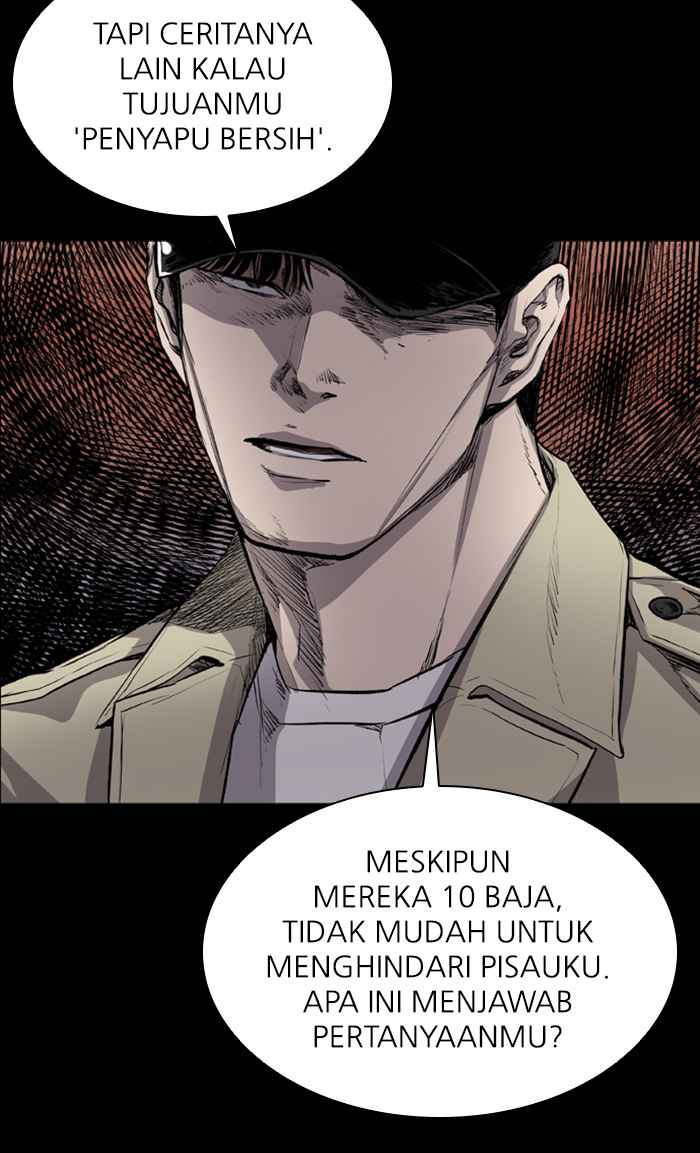 TAPI CERITANYA
LAIN KALAU
TUJUANMU
'PENYAPU BERSIH'.
MESKIPUN
MEREKA 10 BAJA,
TIDAK MUDAH UNTUK
MENGHINDARI PISAUKU.
APA INI MENJAWAB
PERTANYAANMU?